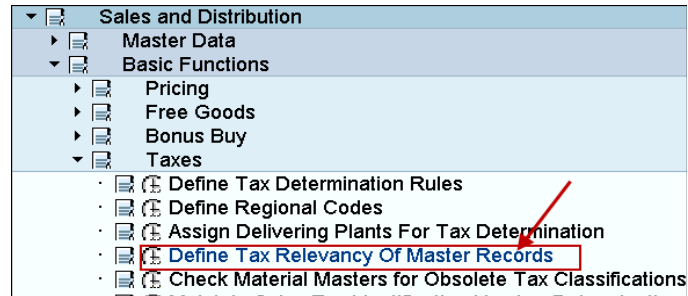 Sales and Distribution
Master Data
Basic Functions
Pricing
Free Goods
Bonus Buy
Taxes
Define Tax Determination Rules
Define Regional Codes
Assign Delivering Plants For Tax Determination
Define Tax Relevancy Of Master Records
Check Material Masters for Obsolete Tax Classifications